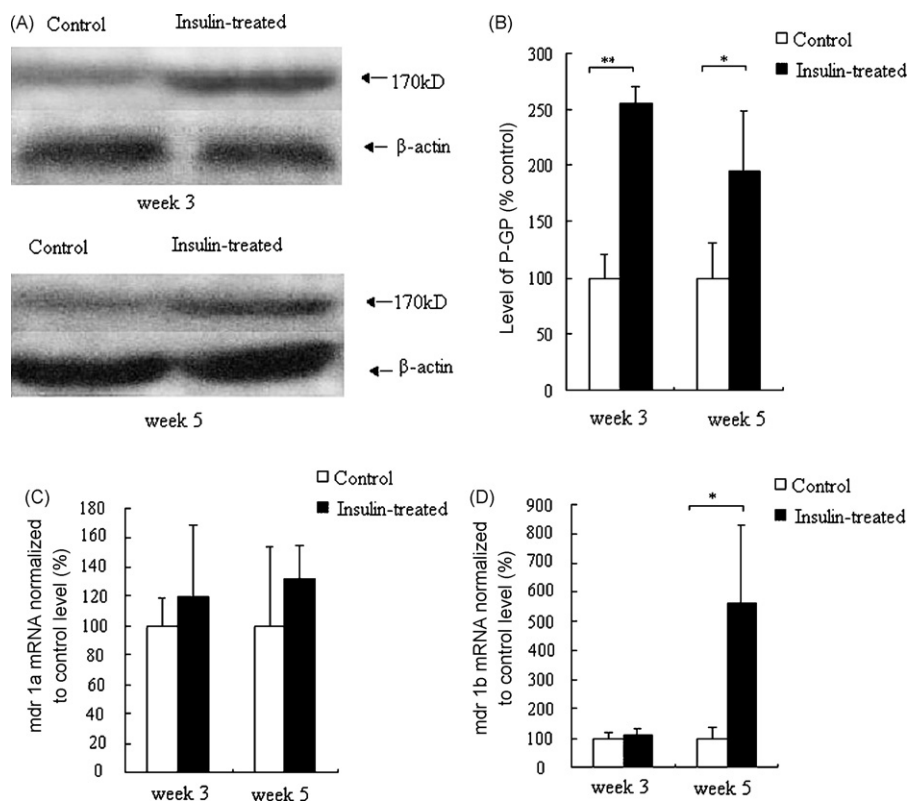 (A)
Control Insulin-treated
170kD
β-actin
week 3
Control Insulin-treated
170kD
β-actin
week 5
(B)
Control
Insulin-treated
Level of P-GP (% control)
300
250
200
150
100
50
0
**
*
week 3 week 5
(C)
Control
Insulin-treated
mdr 1a mRNA normalized
to control level (%)
180
160
140
120
100
80
60
40
20
0
week 3 week 5
(D)
Control
Insulin-treated
mdr 1b mRNA normalized
to control level (%)
900
800
700
600
500
400
300
200
100
0
*
week 3 week 5